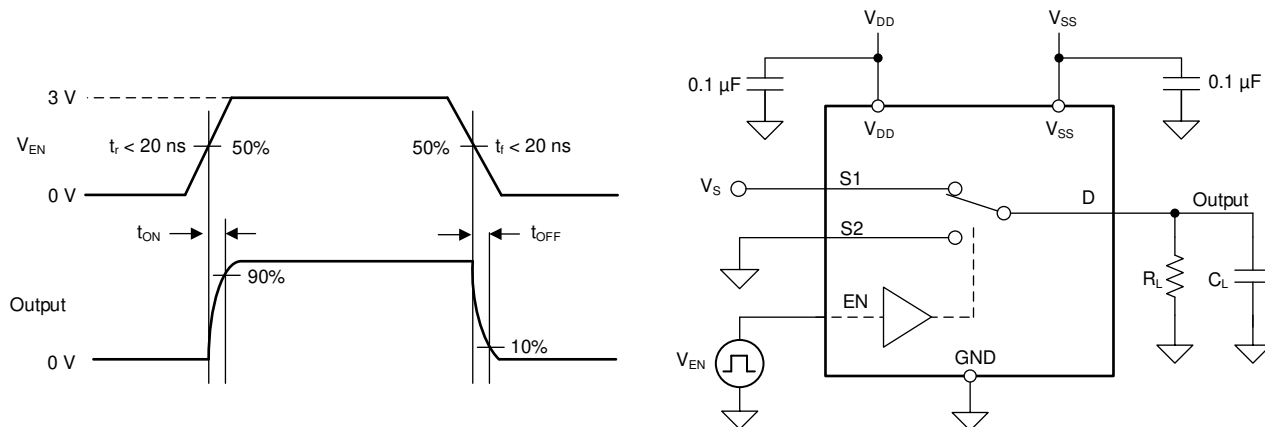 3 V
V_EN
t_r < 20 ns
50%
50%
t_f < 20 ns
0 V
t_ON
t_OFF
90%
Output
10%
0 V
V_DD
V_SS
0.1 µF
0.1 µF
V_DD
V_SS
V_S
S1
D
Output
S2
R_L
C_L
EN
V_EN
GND